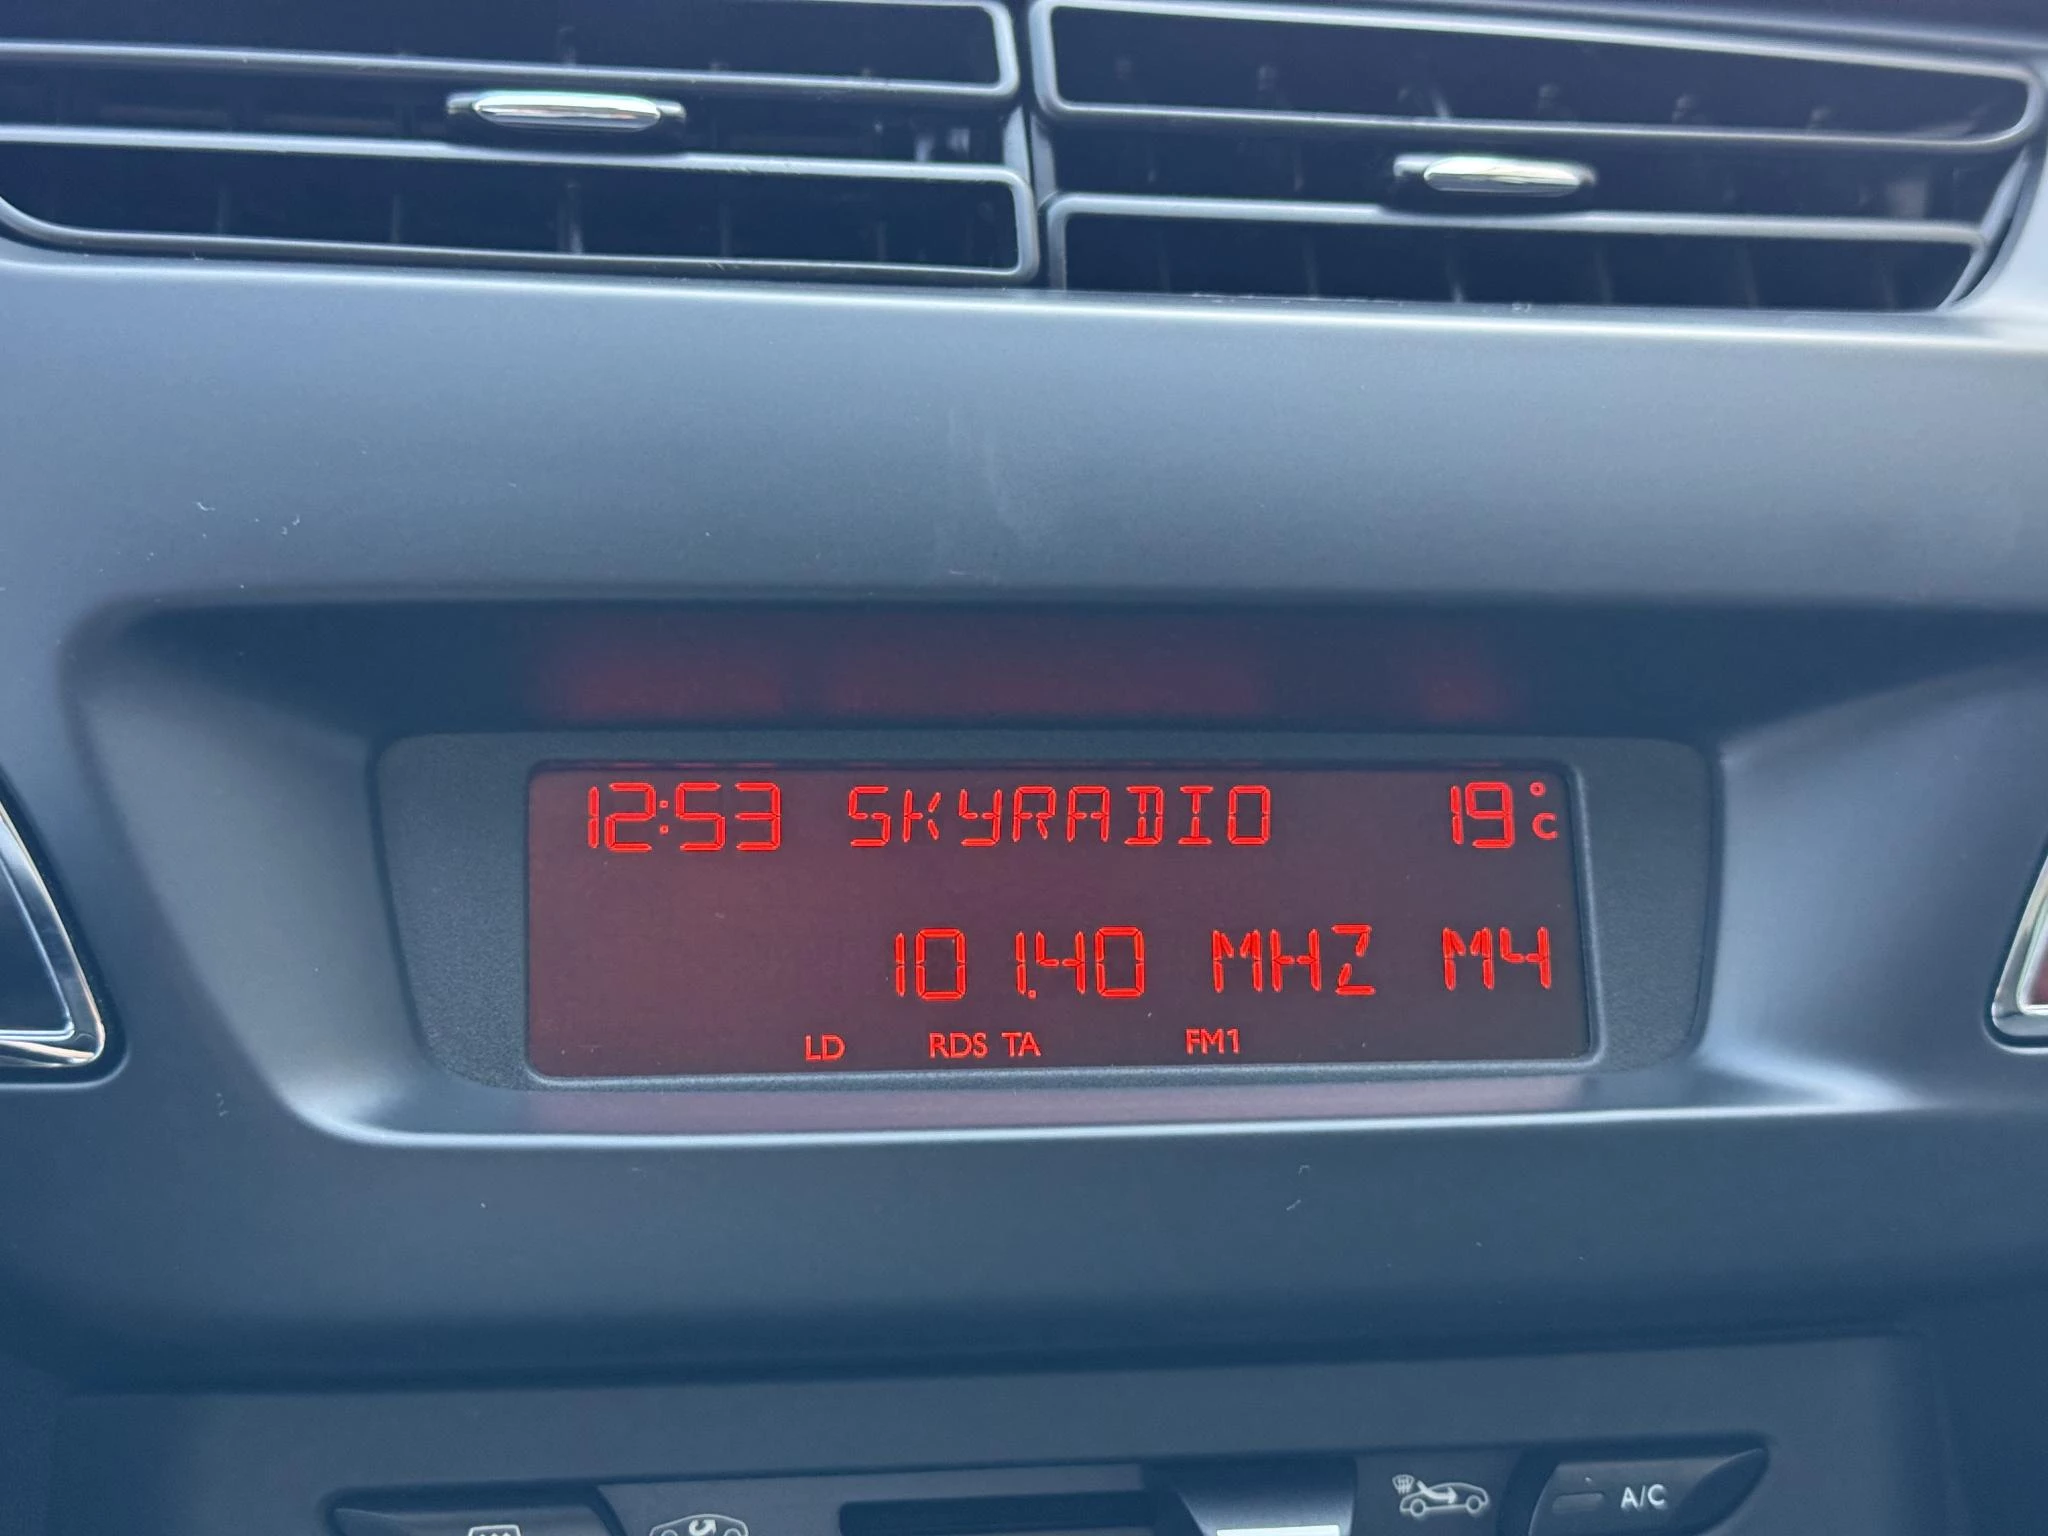 12:53 SKYRADIO 19°C
101.40 MHZ M4
LD RDS TA FM1
A/C